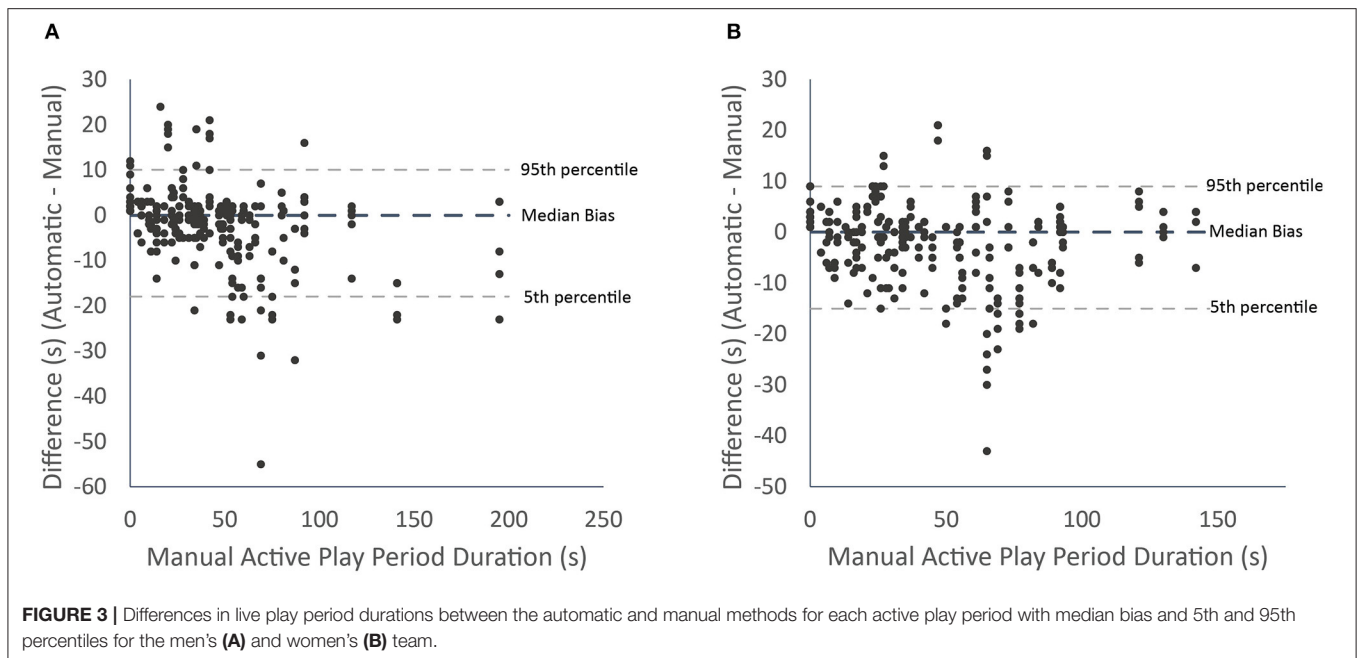 A
30
20
10
0
-10
-20
-30
-40
-50
-60
Difference (s) (Automatic - Manual)
95th percentile
Median Bias
5th percentile
0 50 100 150 200 250
Manual Active Play Period Duration (s)
B
30
20
10
0
-10
-20
-30
-40
-50
Difference (s) (Automatic - Manual)
95th percentile
Median Bias
5th percentile
0 50 100 150
Manual Active Play Period Duration (s)
FIGURE 3 | Differences in live play period durations between the automatic and manual methods for each active play period with median bias and 5th and 95th
percentiles for the men's (A) and women's (B) team.